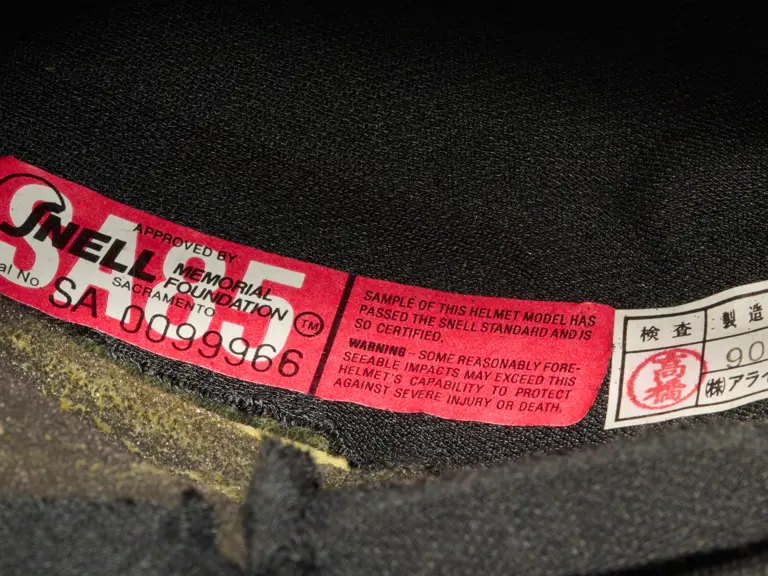 SA85
SNELL
APPROVED BY
MEMORIAL
FOUNDATION
SACRAMENTO
TM
al No SA 0099966
SAMPLE OF THIS HELMET MODEL HAS
PASSED THE SNELL STANDARD AND IS
SO CERTIFIED.
WARNING - SOME REASONABLY FORE-
SEEABLE IMPACTS MAY EXCEED THIS
HELMET'S CAPABILITY TO PROTECT
AGAINST SEVERE INJURY OR DEATH.
検査 製造
高橋 90
㈱アライ